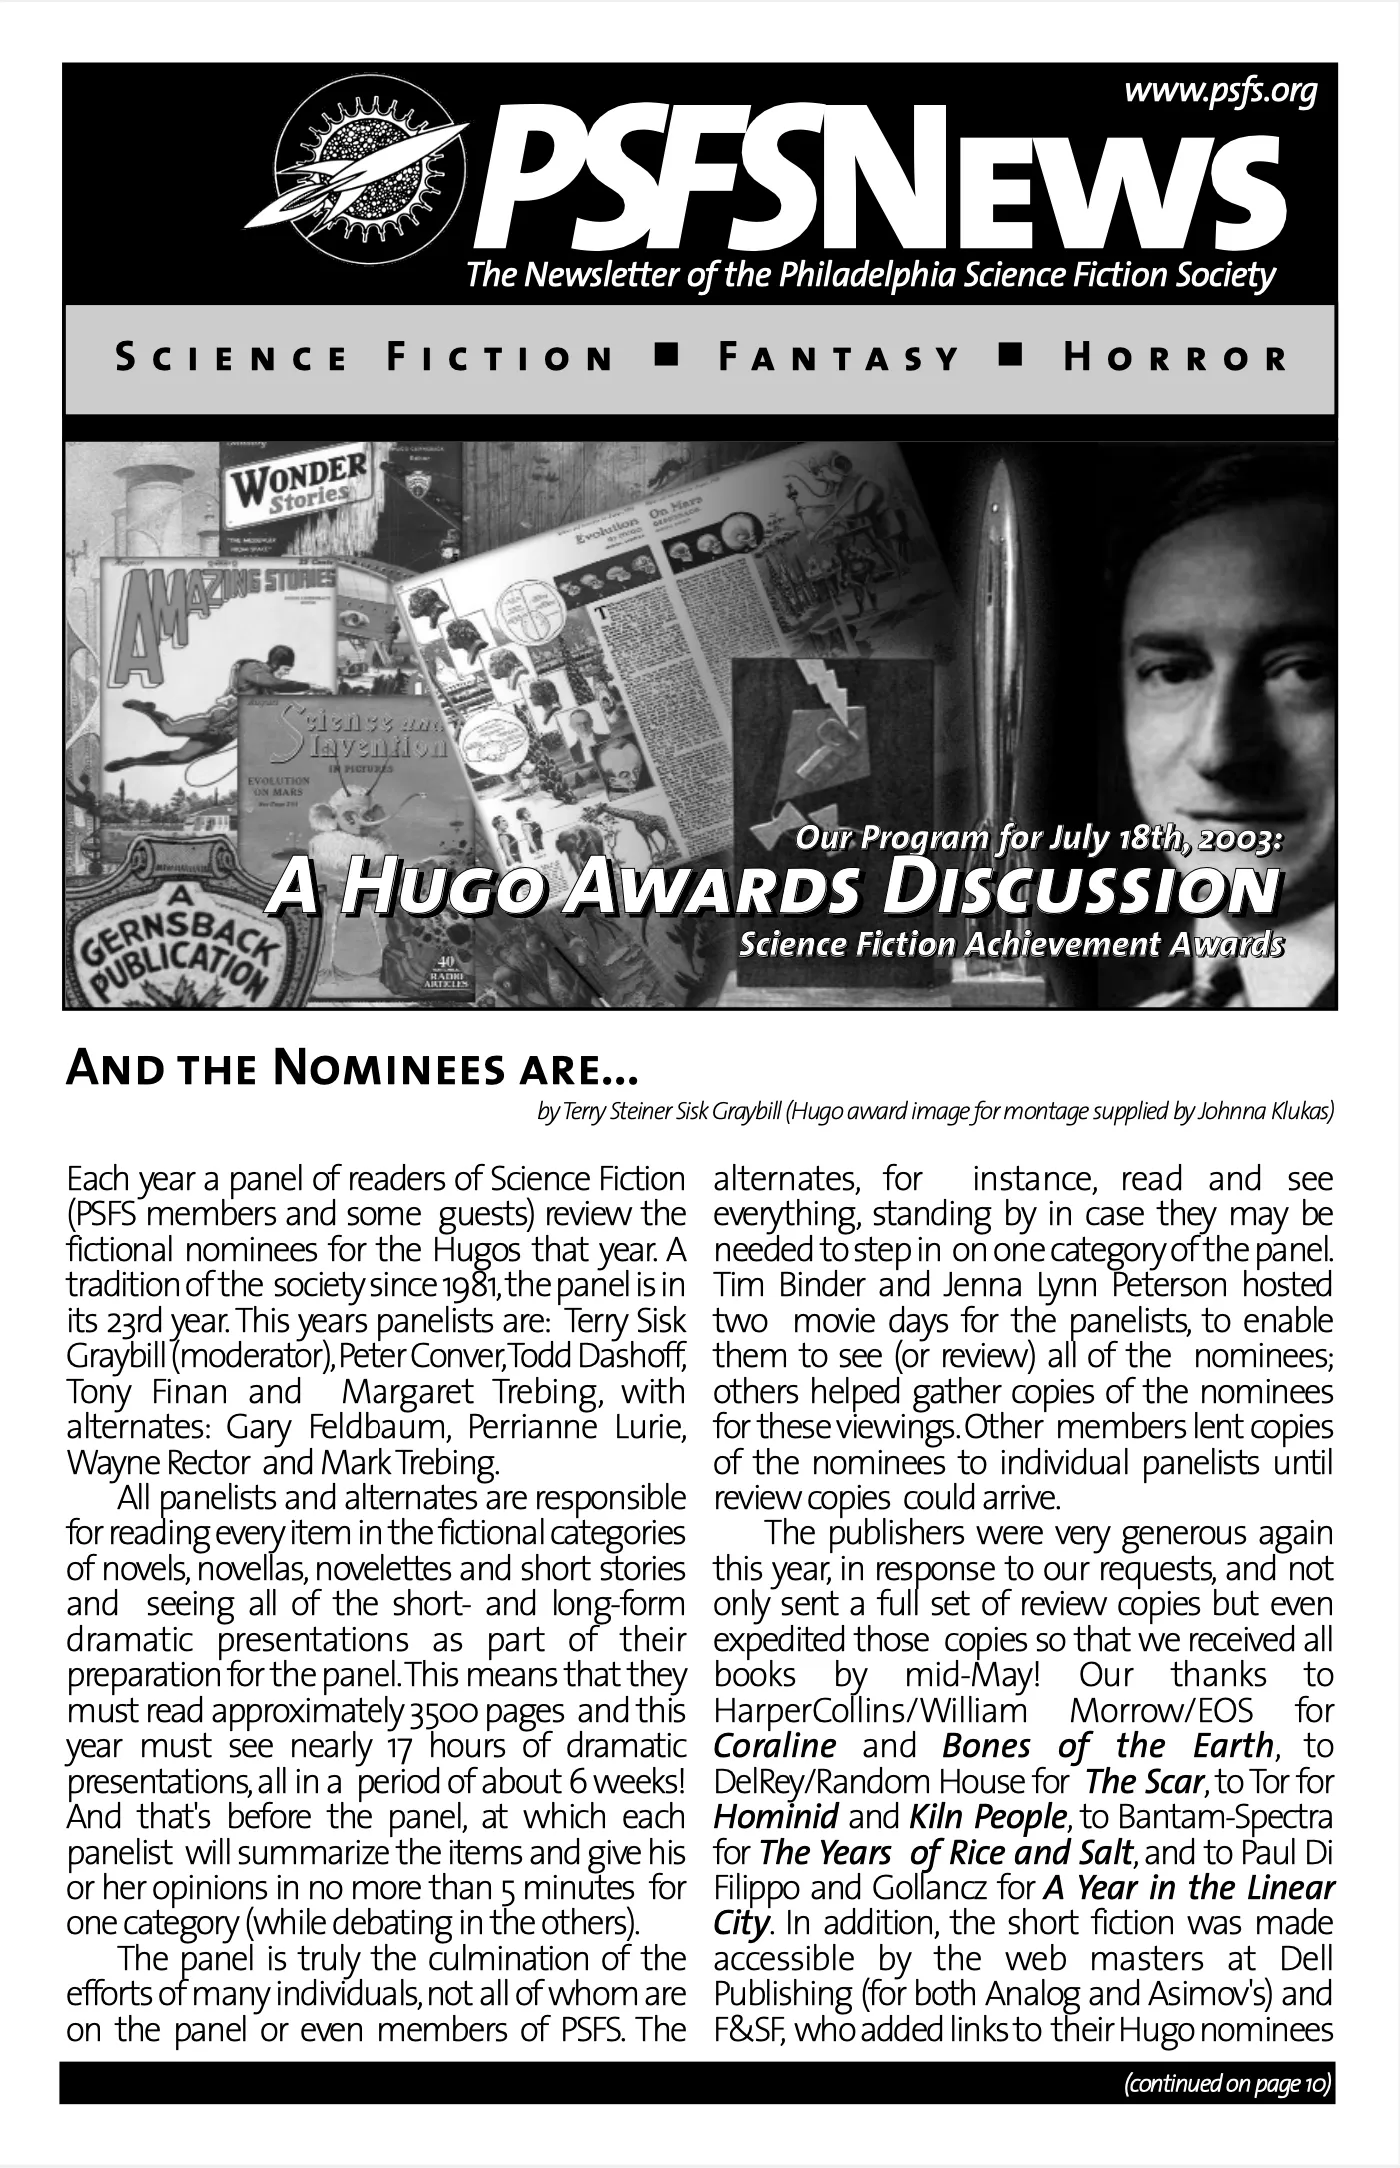 www.psfs.org
PSFSNEWS
The Newsletter of the Philadelphia Science Fiction Society
SCIENCE FICTION ■ FANTASY ■ HORROR
WONDER
Stories
AMAZING STORIES
Science and
Invention
IN PICTURES
EVOLUTION
ON MARS
Evolution On Mars
A
GERNSBACK
PUBLICATION
40
RADIO
ARTICLES
Our Program for July 18th, 2003:
A HUGO AWARDS DISCUSSION
Science Fiction Achievement Awards
AND THE NOMINEES ARE...
by Terry Steiner Sisk Graybill (Hugo award image for montage supplied by Johnna Klukas)
Each year a panel of readers of Science Fiction
(PSFS members and some guests) review the
fictional nominees for the Hugos that year. A
tradition of the society since 1981, the panel is in
its 23rd year. This years panelists are: Terry Sisk
Graybill (moderator), Peter Conver, Todd Dashoff,
Tony Finan and Margaret Trebing, with
alternates: Gary Feldbaum, Perrianne Lurie,
Wayne Rector and Mark Trebing.
All panelists and alternates are responsible
for reading every item in the fictional categories
of novels, novellas, novelettes and short stories
and seeing all of the short- and long-form
dramatic presentations as part of their
preparation for the panel. This means that they
must read approximately 3500 pages and this
year must see nearly 17 hours of dramatic
presentations, all in a period of about 6 weeks!
And that's before the panel, at which each
panelist will summarize the items and give his
or her opinions in no more than 5 minutes for
one category (while debating in the others).
The panel is truly the culmination of the
efforts of many individuals, not all of whom are
on the panel or even members of PSFS. The
alternates, for instance, read and see
everything, standing by in case they may be
needed to step in on one category of the panel.
Tim Binder and Jenna Lynn Peterson hosted
two movie days for the panelists, to enable
them to see (or review) all of the nominees;
others helped gather copies of the nominees
for these viewings. Other members lent copies
of the nominees to individual panelists until
review copies could arrive.
The publishers were very generous again
this year, in response to our requests, and not
only sent a full set of review copies but even
expedited those copies so that we received all
books by mid-May! Our thanks to
HarperCollins/William Morrow/EOS for
Coraline and Bones of the Earth, to
DelRey/Random House for The Scar, to Tor for
Hominid and Kiln People, to Bantam-Spectra
for The Years of Rice and Salt, and to Paul Di
Filippo and Gollancz for A Year in the Linear
City. In addition, the short fiction was made
accessible by the web masters at Dell
Publishing (for both Analog and Asimov's) and
F&SF, who added links to their Hugo nominees
(continued on page 10)